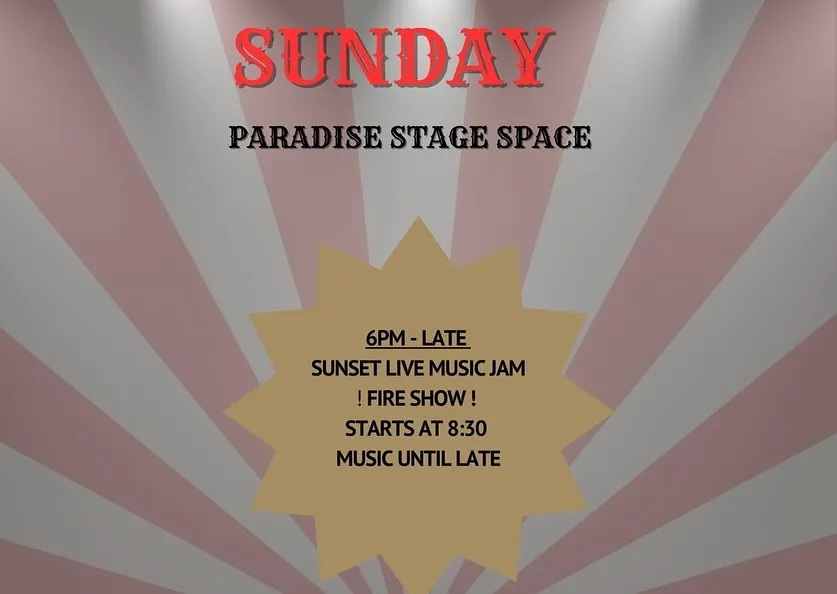 SUNDAY
PARADISE STAGE SPACE
6PM - LATE
SUNSET LIVE MUSIC JAM
! FIRE SHOW !
STARTS AT 8:30
MUSIC UNTIL LATE